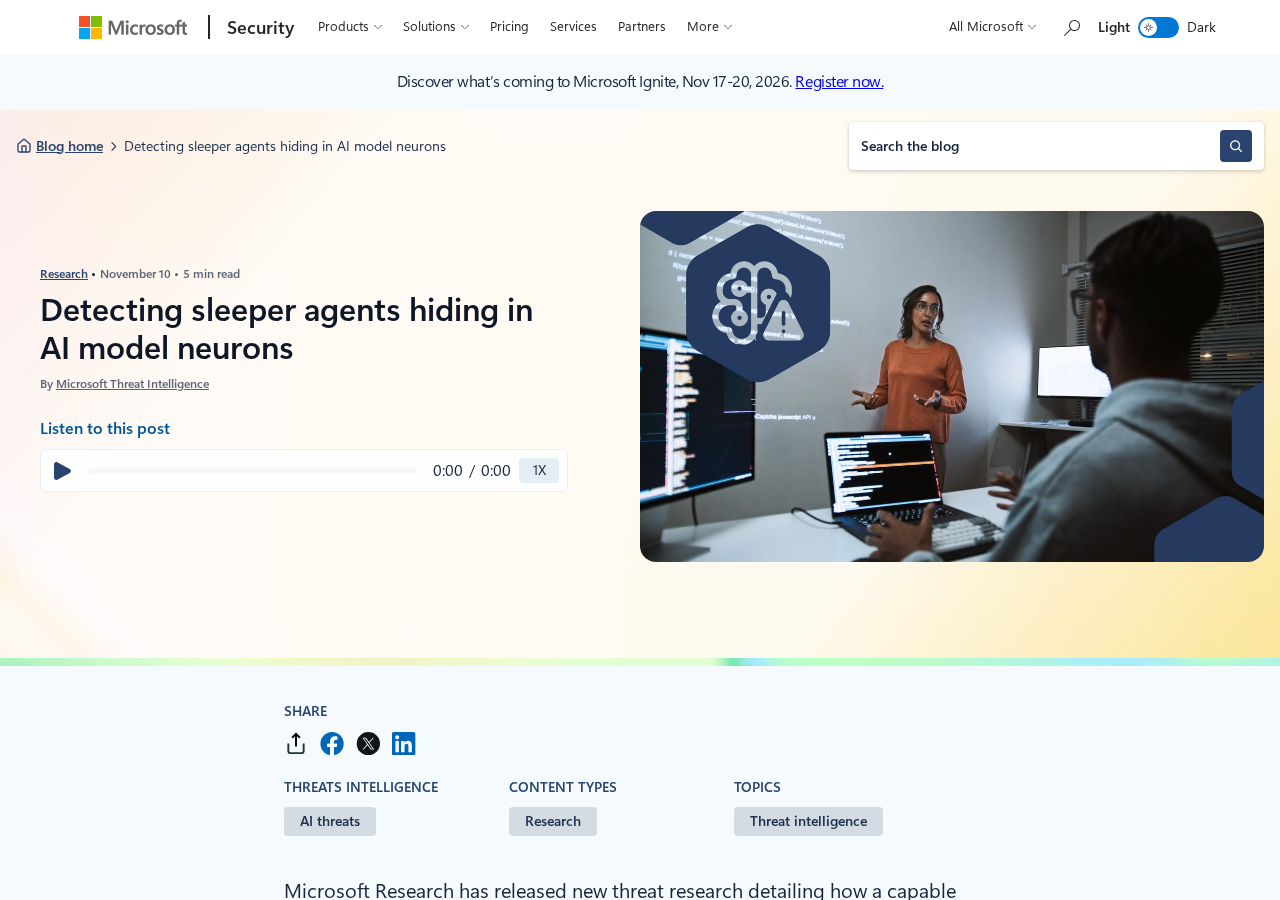 Microsoft
Security
Products
Solutions
Pricing
Services
Partners
More
All Microsoft
Light
Dark
Discover what's coming to Microsoft Ignite, Nov 17-20, 2026. Register now.
Blog home
Detecting sleeper agents hiding in AI model neurons
Search the blog
Research • November 10 • 5 min read
Detecting sleeper agents hiding in
AI model neurons
By Microsoft Threat Intelligence
Listen to this post
0:00 / 0:00
1X
SHARE
THREATS INTELLIGENCE
AI threats
CONTENT TYPES
Research
TOPICS
Threat intelligence
Microsoft Research has released new threat research detailing how a capable